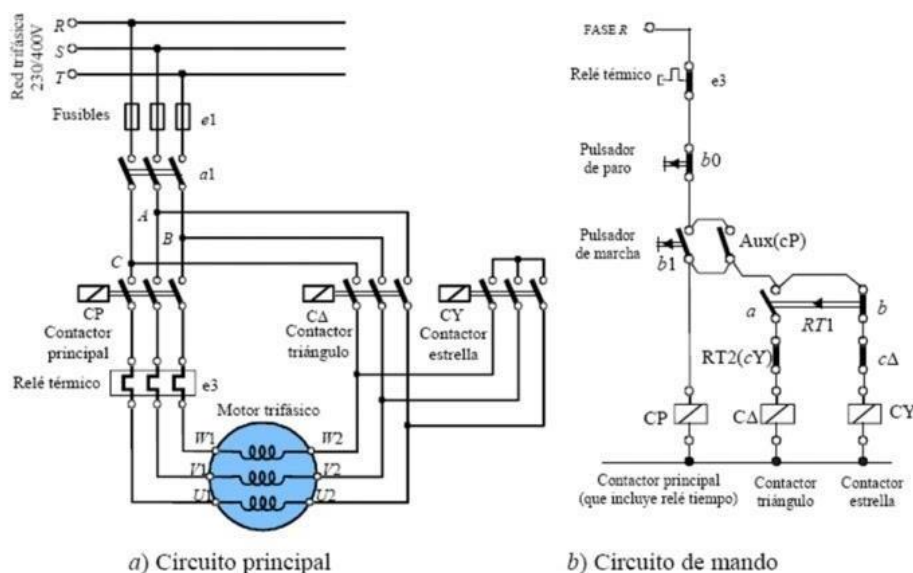 Red trifásica
230/400V
R
S
T
Fusibles
e1
a1
A
B
C
CP
Contactor
principal
CΔ
Contactor
triángulo
CY
Contactor
estrella
Relé térmico
e3
Motor trifásico
W1
W2
V1
V2
U1
U2
a) Circuito principal
FASE R
Relé térmico
e3
Pulsador
de paro
b0
Pulsador
de marcha
b1
Aux(cP)
a
RT1
b
RT2(cY)
cΔ
CP
CΔ
CY
Contactor principal
(que incluye relé tiempo)
Contactor
triángulo
Contactor
estrella
b) Circuito de mando